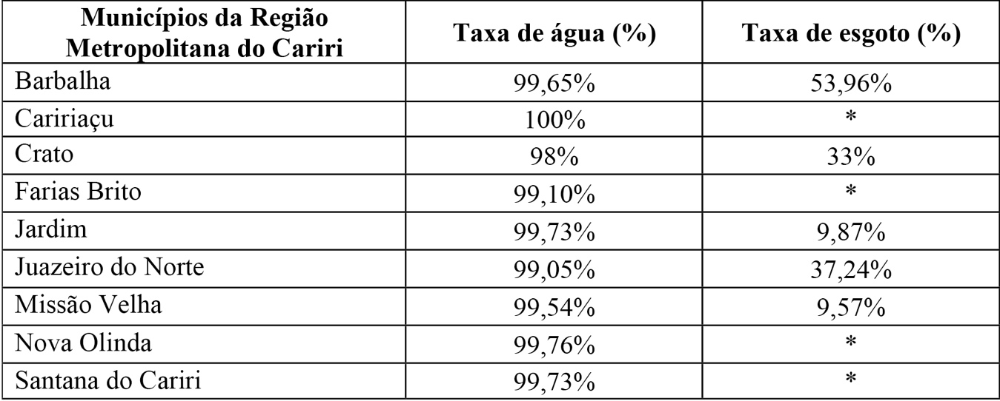 Municípios da Região Metropolitana do Cariri Taxa de água (%) Taxa de esgoto (%)
Barbalha 99,65% 53,96%
Caririaçu 100% *
Crato 98% 33%
Farias Brito 99,10% *
Jardim 99,73% 9,87%
Juazeiro do Norte 99,05% 37,24%
Missão Velha 99,54% 9,57%
Nova Olinda 99,76% *
Santana do Cariri 99,73% *